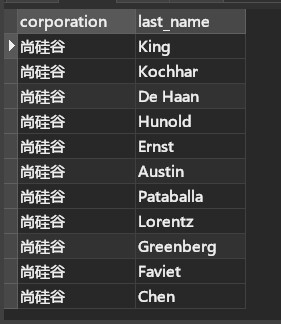 corporation last_name
尚硅谷 King
尚硅谷 Kochhar
尚硅谷 De Haan
尚硅谷 Hunold
尚硅谷 Ernst
尚硅谷 Austin
尚硅谷 Pataballa
尚硅谷 Lorentz
尚硅谷 Greenberg
尚硅谷 Faviet
尚硅谷 Chen